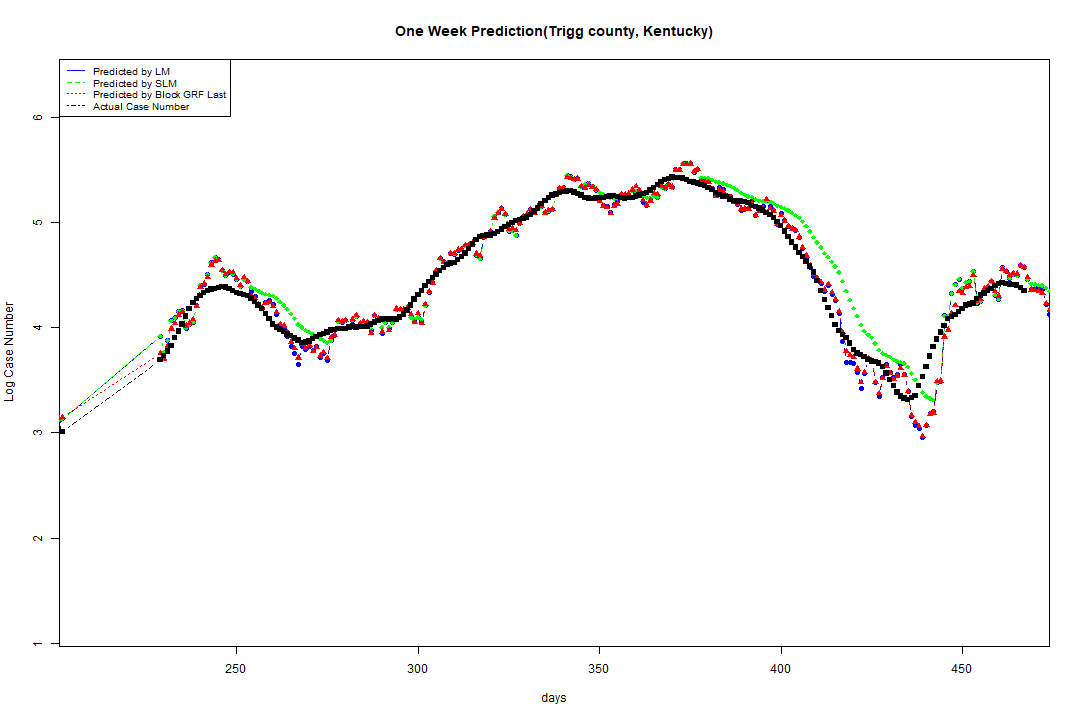 One Week Prediction(Trigg county, Kentucky)
Predicted by LM
Predicted by SLM
Predicted by Block GRF Last
Actual Case Number
6
5
4
3
2
1
Log Case Number
250
300
350
400
450
days